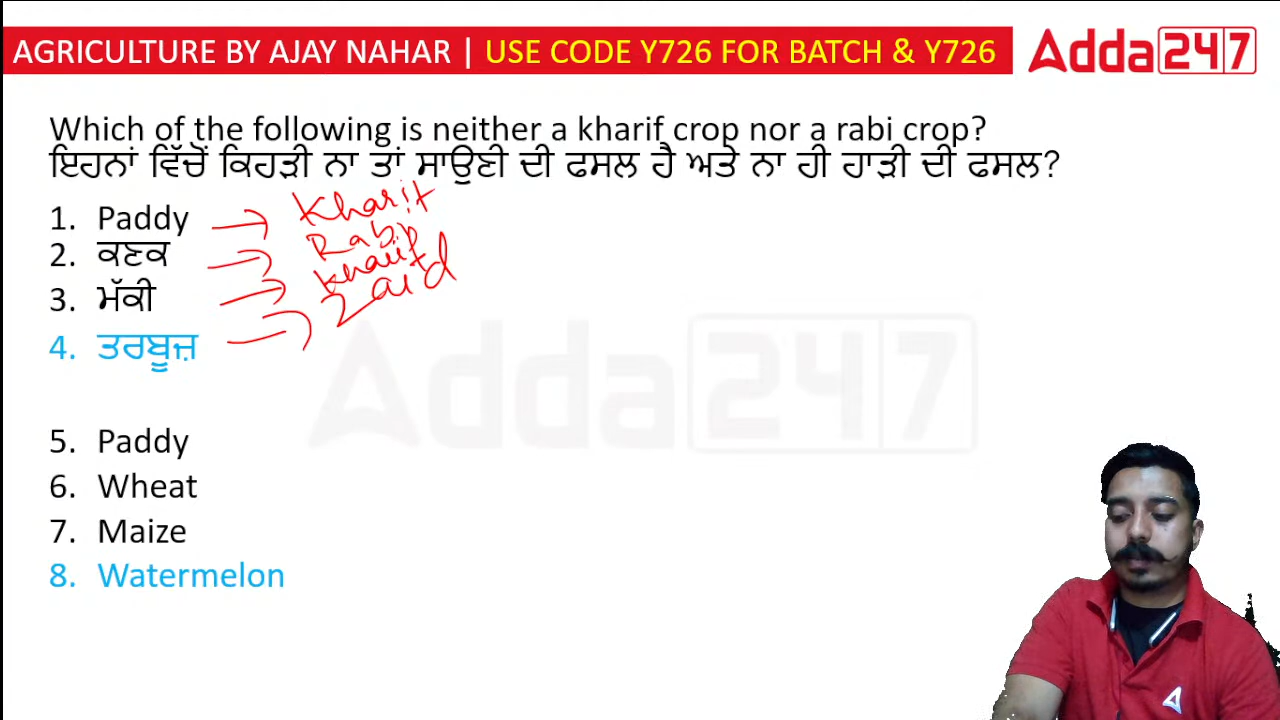 AGRICULTURE BY AJAY NAHAR | USE CODE Y726 FOR BATCH & Y726
Adda247
Which of the following is neither a kharif crop nor a rabi crop?
ਇਹਨਾਂ ਵਿੱਚੋਂ ਕਿਹੜੀ ਨਾ ਤਾਂ ਸਾਉਣੀ ਦੀ ਫਸਲ ਹੈ ਅਤੇ ਨਾ ਹੀ ਹਾੜੀ ਦੀ ਫਸਲ?
1. Paddy → Kharif
2. ਕਣਕ → Rabi
3. ਮੱਕੀ → Kharif
4. ਤਰਬੂਜ਼ → Zaid
Adda247
5. Paddy
6. Wheat
7. Maize
8. Watermelon